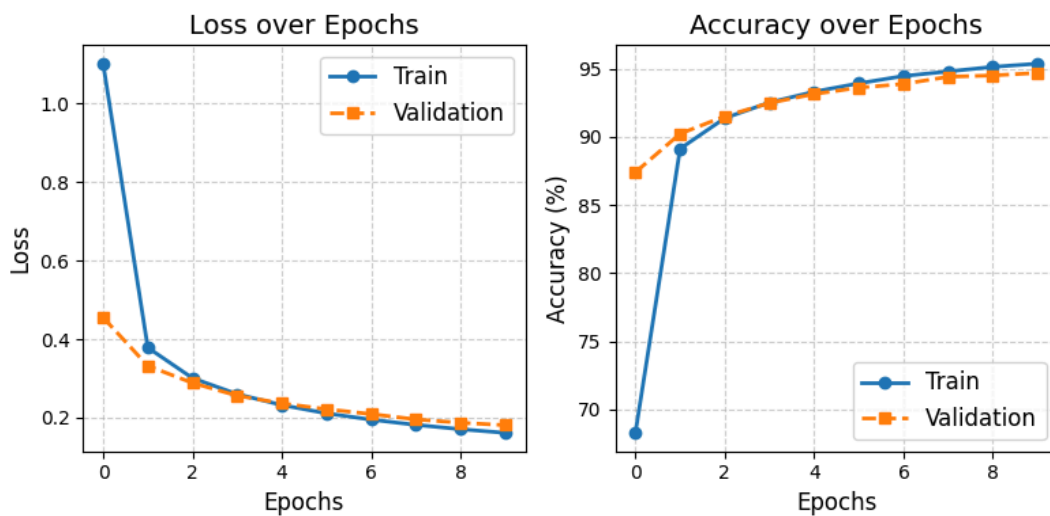 Loss over Epochs
Loss
1.0
0.8
0.6
0.4
0.2
0 2 4 6 8
Epochs
Train
Validation
Accuracy over Epochs
Accuracy (%)
95
90
85
80
75
70
0 2 4 6 8
Epochs
Train
Validation